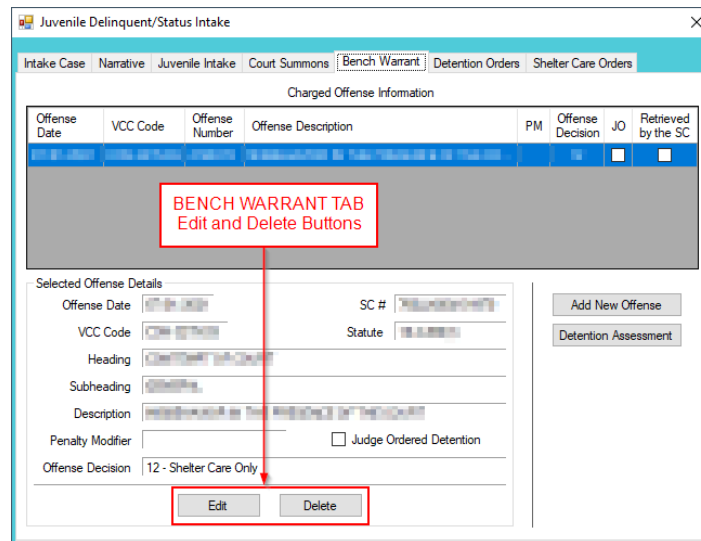 Juvenile Delinquent/Status Intake
Intake Case Narrative Juvenile Intake Court Summons Bench Warrant Detention Orders Shelter Care Orders
Charged Offense Information
Offense Date VCC Code Offense Number Offense Description PM Offense Decision JO Retrieved by the SC
BENCH WARRANT TAB
Edit and Delete Buttons
Selected Offense Details
Offense Date SC # Add New Offense
VCC Code Statute Detention Assessment
Heading
Subheading
Description
Penalty Modifier Judge Ordered Detention
Offense Decision 12 - Shelter Care Only
Edit Delete